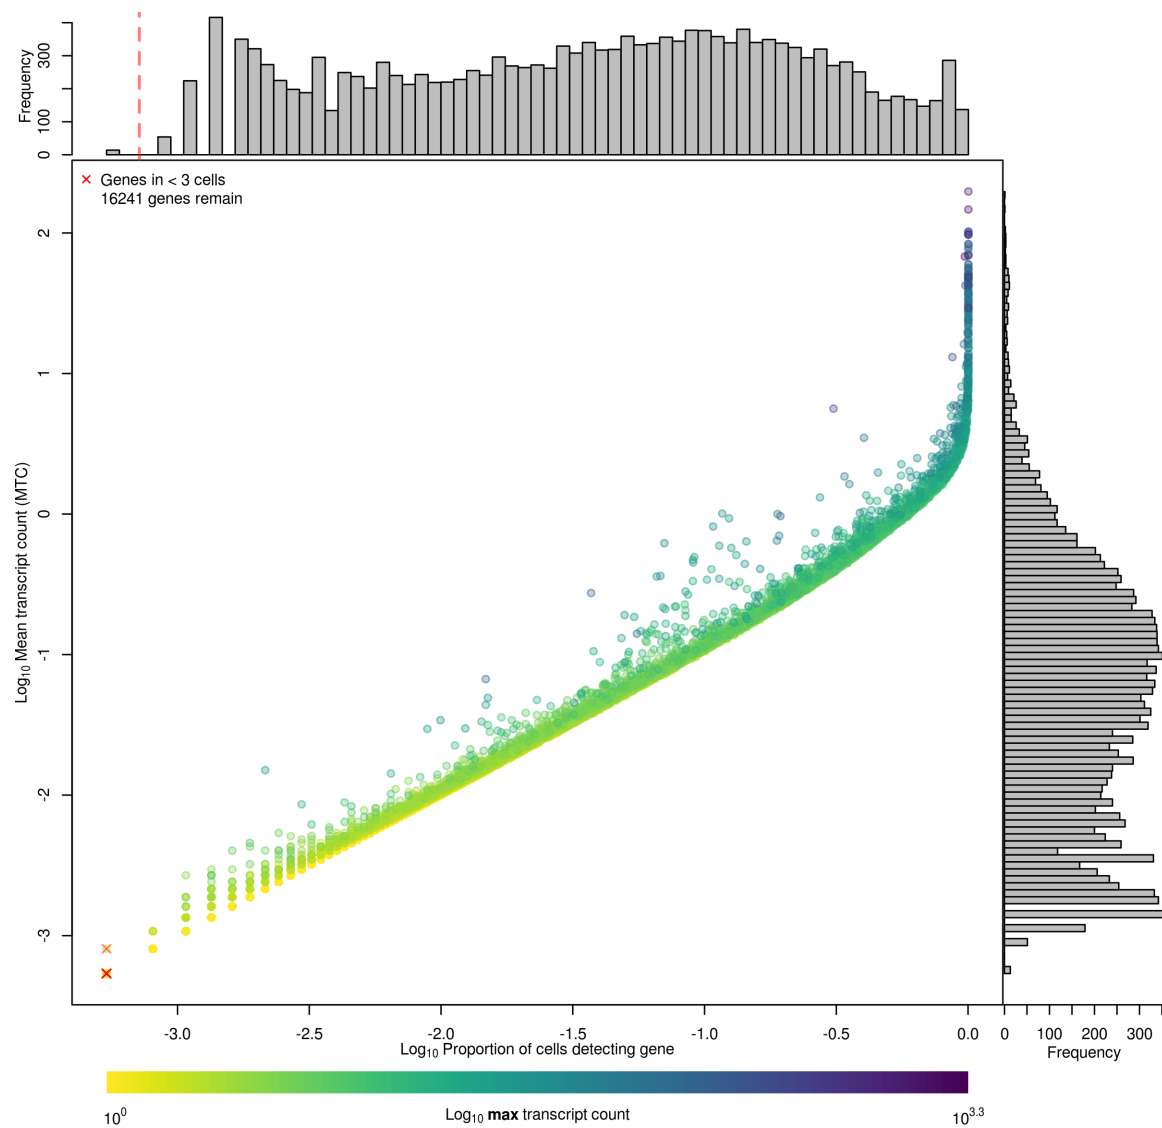 Frequency
0
100
300
× Genes in < 3 cells
16241 genes remain
Log10 Mean transcript count (MTC)
2
1
0
-1
-2
-3
-3.0 -2.5 -2.0 -1.5 -1.0 -0.5 0.0
Log10 Proportion of cells detecting gene
0 100 200 300
Frequency
10^0 Log10 max transcript count 10^3.3